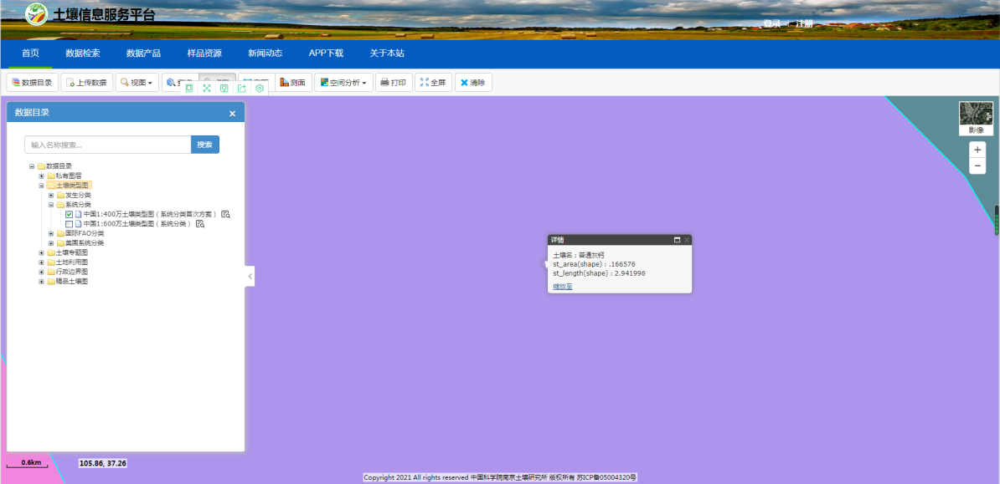 土壤信息服务平台
登录 | 注册
首页 数据检索 数据产品 样品资源 新闻动态 APP下载 关于本站
数据目录 上传数据 视图 测面 空间分析 打印 全屏 清除
数据目录 ×
输入名称搜索... 搜索
数据目录
私有图层
土壤类型图
发生分类
系统分类
中国1:400万土壤类型图（系统分类首次方案）
中国1:600万土壤类型图（系统分类）
国际FAO分类
美国系统分类
土壤专题图
土地利用图
行政边界图
精品土壤图
影像
+
−
详情
土壤名：普通灰钙
st_area(shape)：.166576
st_length(shape)：2.941996
缩放至
0.6km
105.86, 37.26
Copyright 2021 All rights reserved 中国科学院南京土壤研究所 版权所有 苏ICP备05004320号